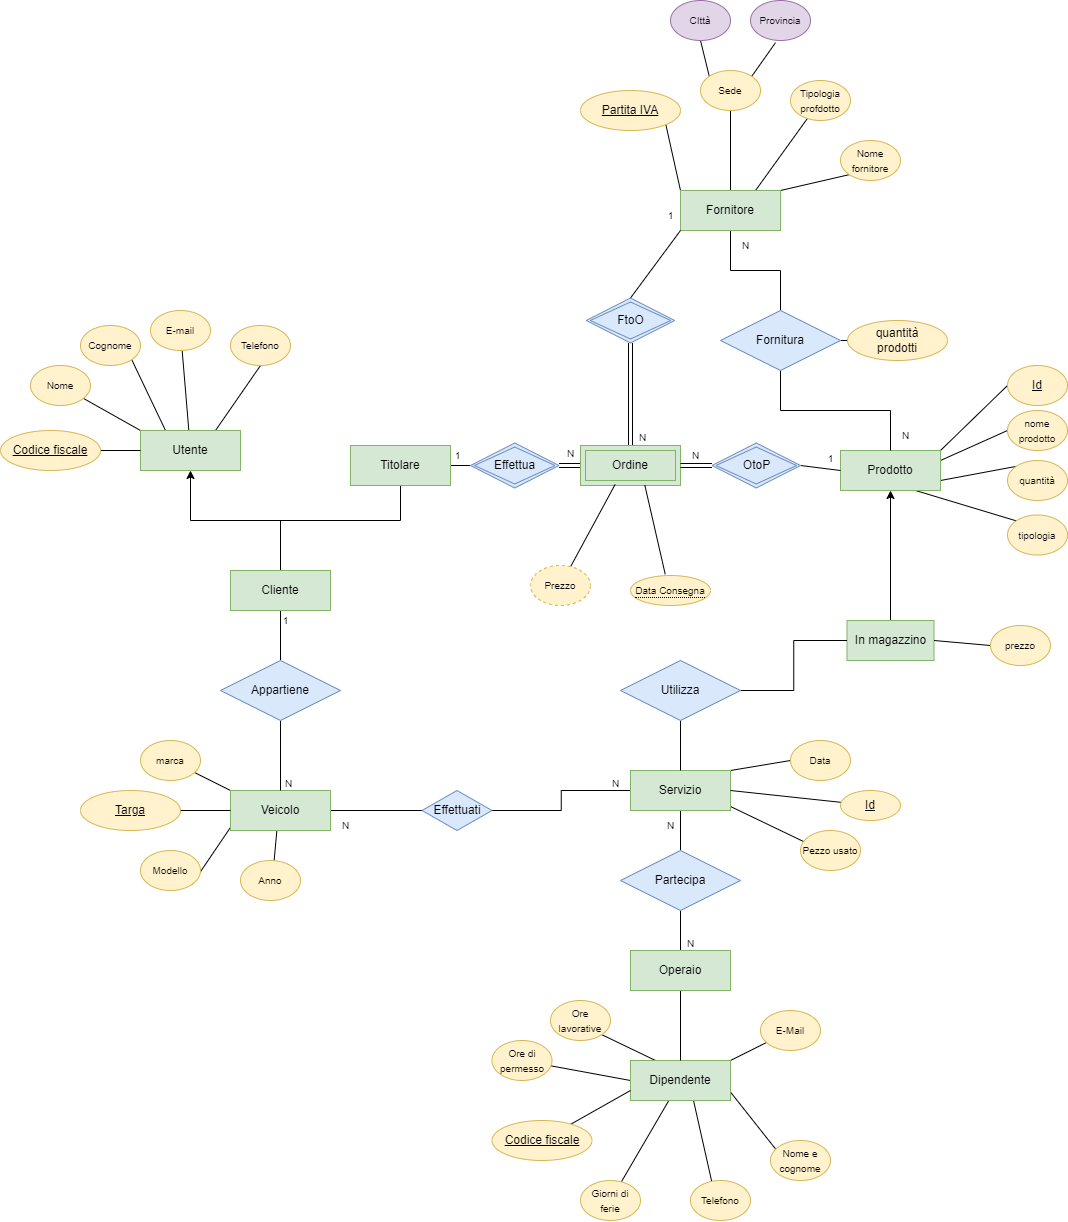 CIttà
Provincia
Sede
Partita IVA
Tipologia
profdotto
Nome
fornitore
Fornitore
1
N
FtoO
Fornitura
quantità
prodotti
E-mail
Cognome
Telefono
Nome
Codice fiscale
Utente
Id
nome
prodotto
quantità
tipologia
N
N
Titolare
1
Effettua
N
Ordine
N
OtoP
1
Prodotto
Prezzo
Data Consegna
Cliente
1
In magazzino
prezzo
Appartiene
Utilizza
marca
N
Targa
Veicolo
N
Effettuati
N
Servizio
Data
Id
Modello
Anno
N
Pezzo usato
Partecipa
N
Operaio
Ore
lavorative
E-Mail
Ore di
permesso
Dipendente
Codice fiscale
Nome e
cognome
Giorni di
ferie
Telefono